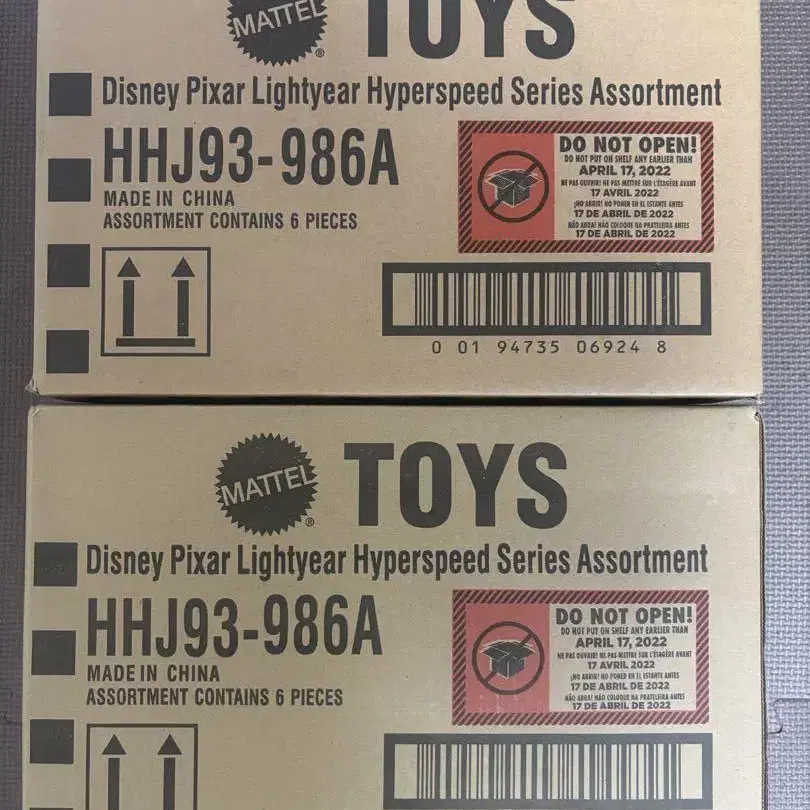 MATTEL ® TOYS
Disney Pixar Lightyear Hyperspeed Series Assortment
HHJ93-986A
MADE IN CHINA
ASSORTMENT CONTAINS 6 PIECES
DO NOT OPEN!
DO NOT PUT ON SHELF ANY EARLIER THAN
APRIL 17, 2022
NE PAS OUVRIR! NE PAS METTRE SUR L'ÉTAGÈRE AVANT
17 AVRIL 2022
¡NO ABRIR! NO PONER EN EL ESTANTE ANTES
17 DE ABRIL DE 2022
NÃO ABRA! NÃO COLOQUE NA PRATELEIRA ANTES
17 DE ABRIL DE 2022
0 01 94735 06924 8
MATTEL ® TOYS
Disney Pixar Lightyear Hyperspeed Series Assortment
HHJ93-986A
MADE IN CHINA
ASSORTMENT CONTAINS 6 PIECES
DO NOT OPEN!
DO NOT PUT ON SHELF ANY EARLIER THAN
APRIL 17, 2022
NE PAS OUVRIR! NE PAS METTRE SUR L'ÉTAGÈRE AVANT
17 AVRIL 2022
¡NO ABRIR! NO PONER EN EL ESTANTE ANTES
17 DE ABRIL DE 2022
NÃO ABRA! NÃO COLOQUE NA PRATELEIRA ANTES
17 DE ABRIL DE 2022